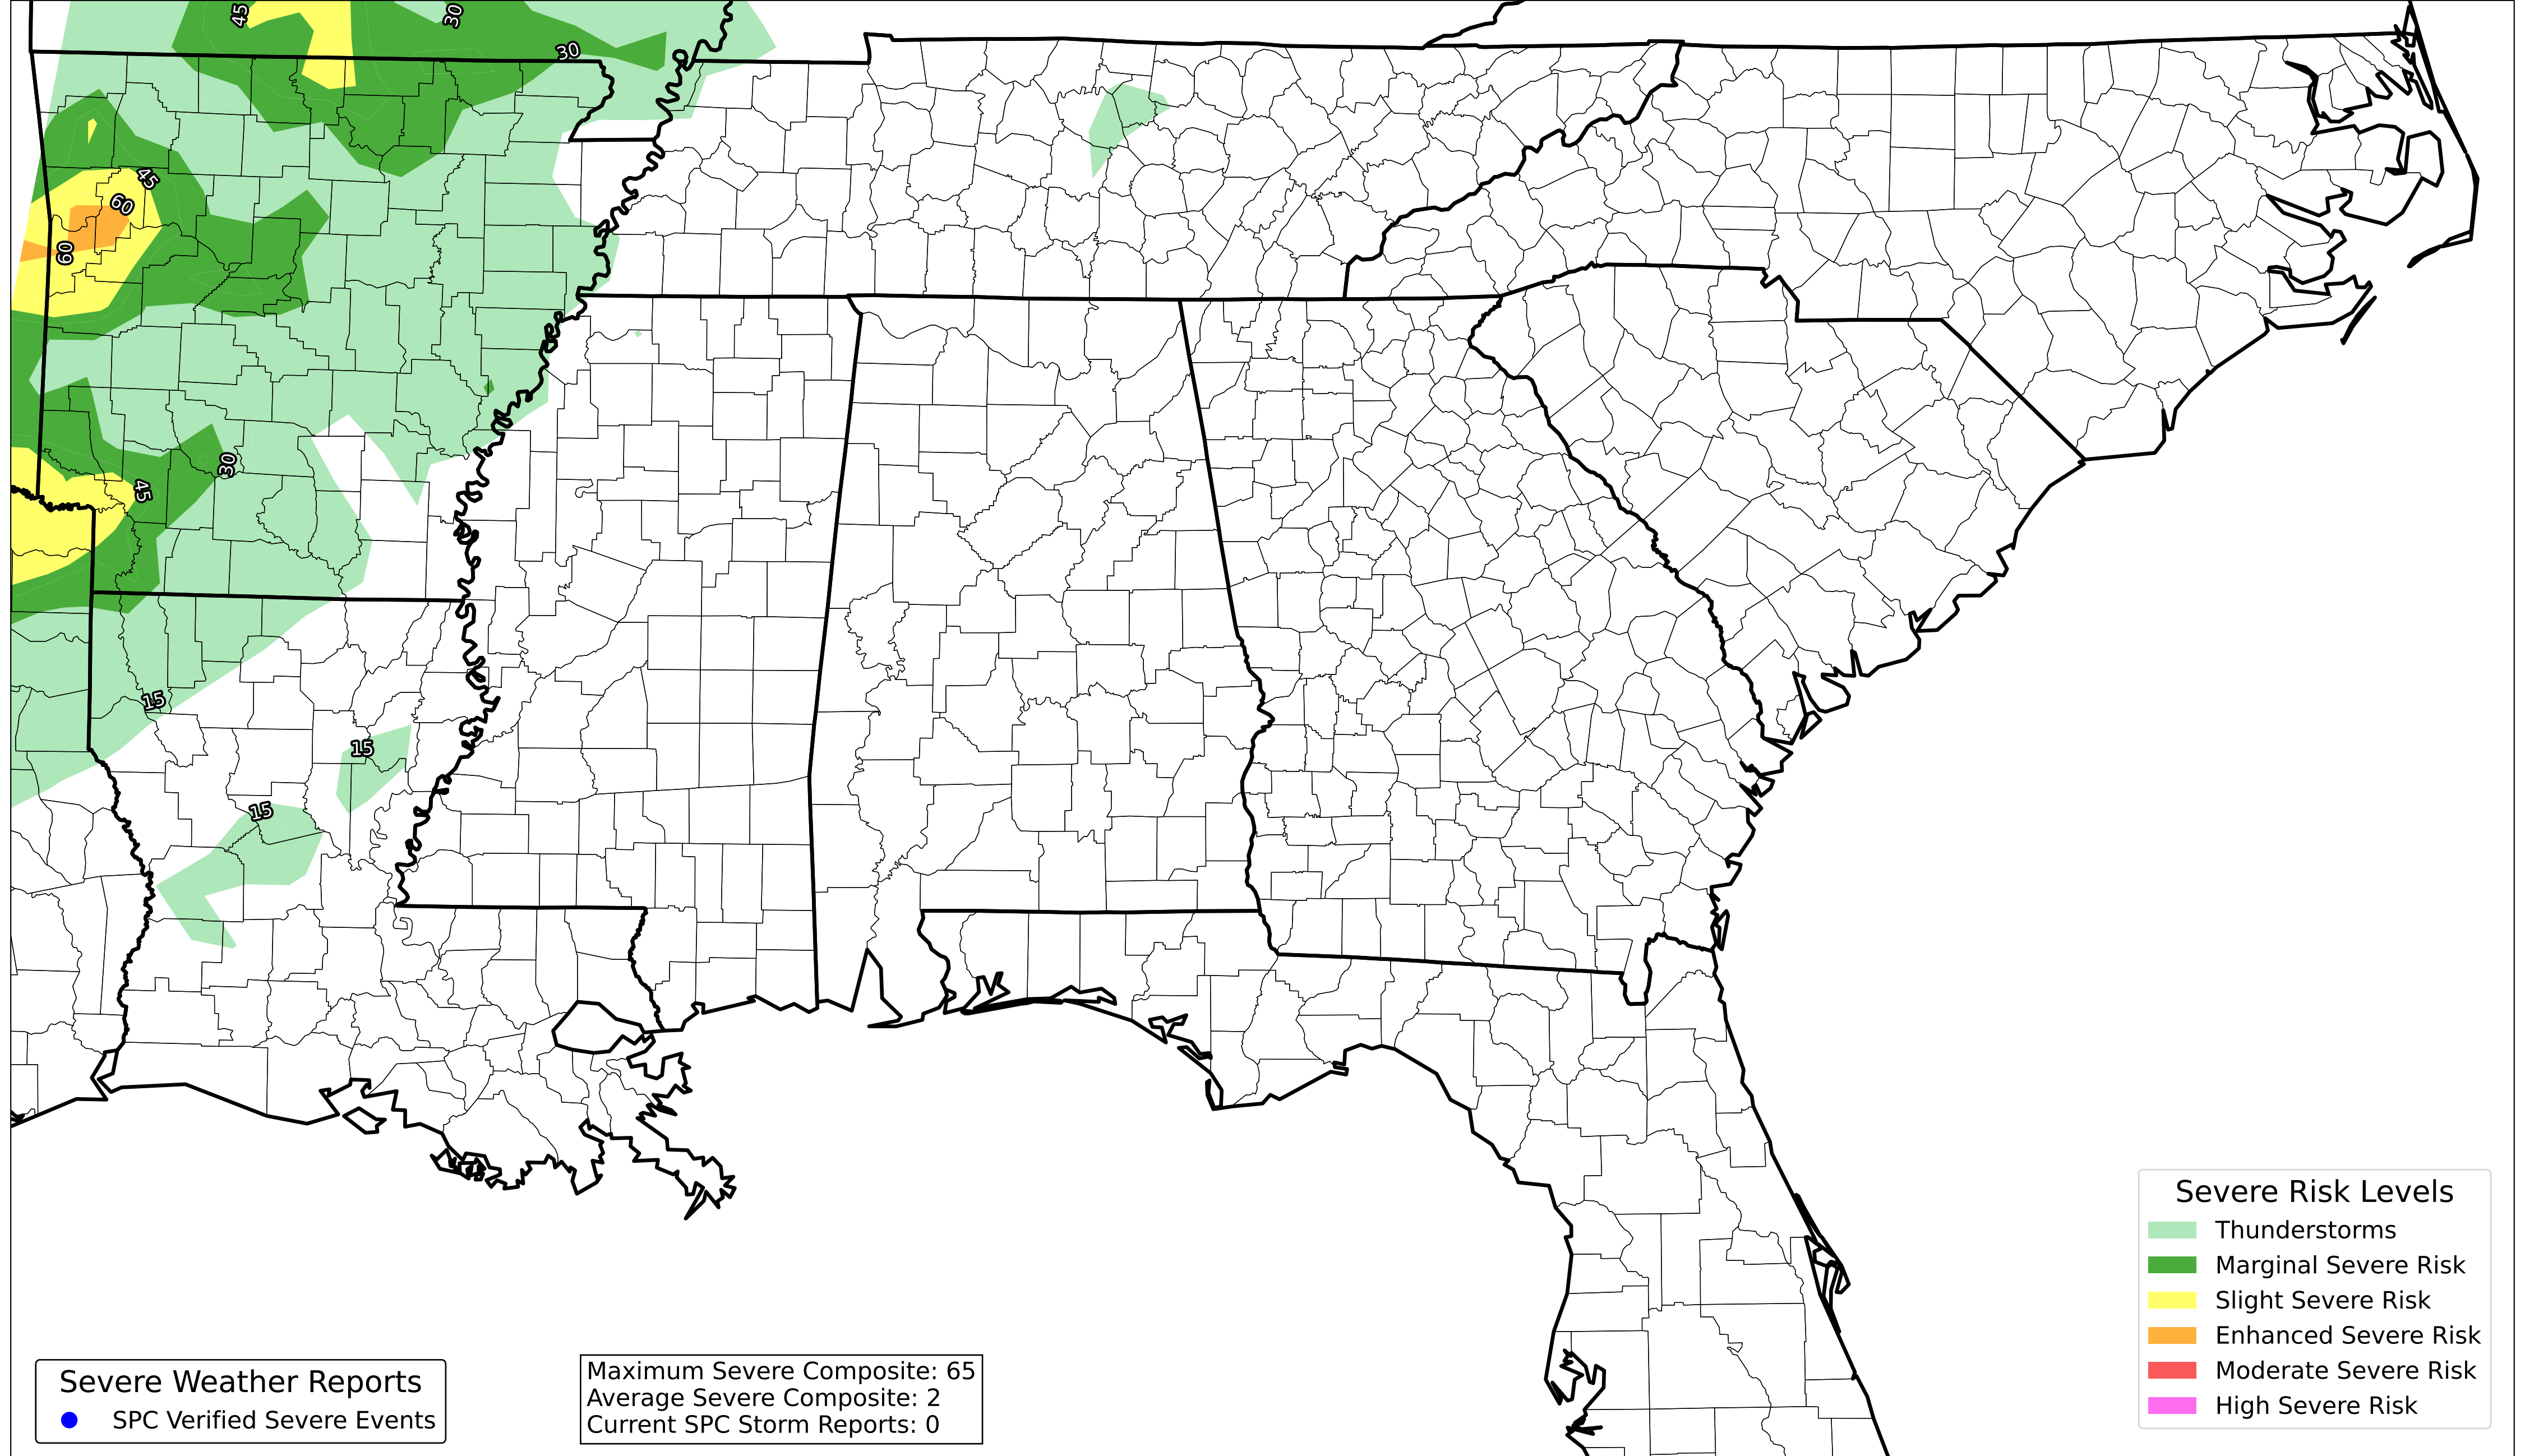 45
30
30
45
60
60
30
45
15
15
15
Severe Risk Levels
Thunderstorms
Marginal Severe Risk
Slight Severe Risk
Enhanced Severe Risk
Moderate Severe Risk
High Severe Risk
Severe Weather Reports
SPC Verified Severe Events
Maximum Severe Composite: 65
Average Severe Composite: 2
Current SPC Storm Reports: 0